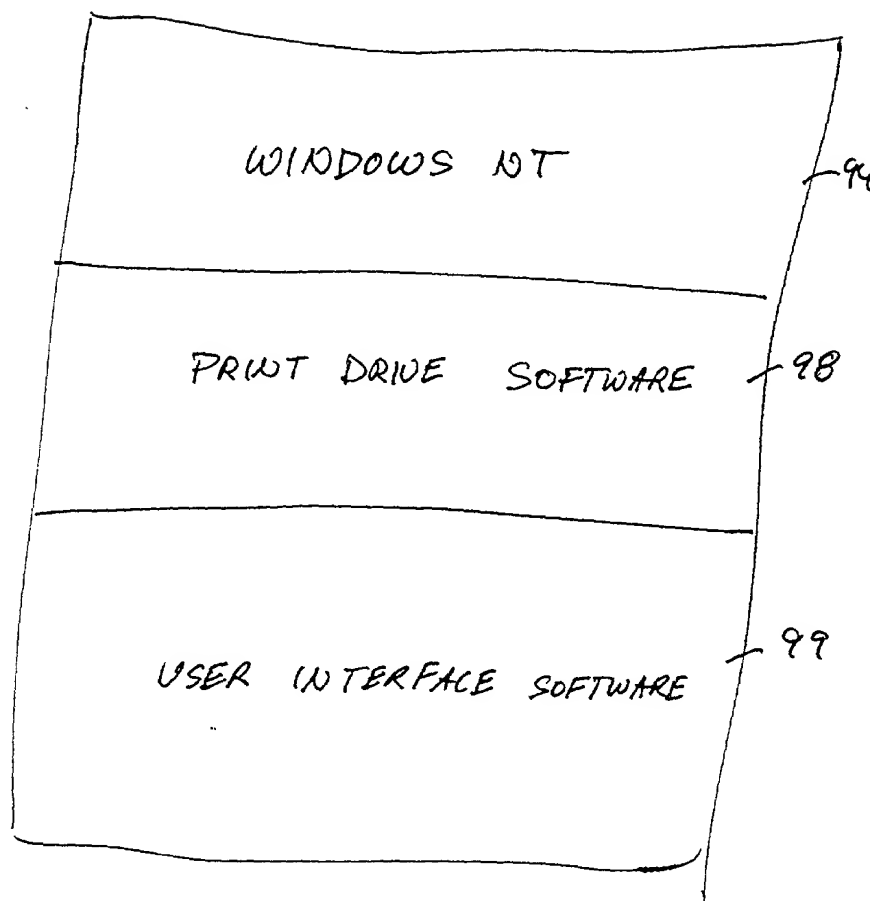 WINDOWS NT
94
PRINT DRIVE SOFTWARE
98
USER INTERFACE SOFTWARE
99